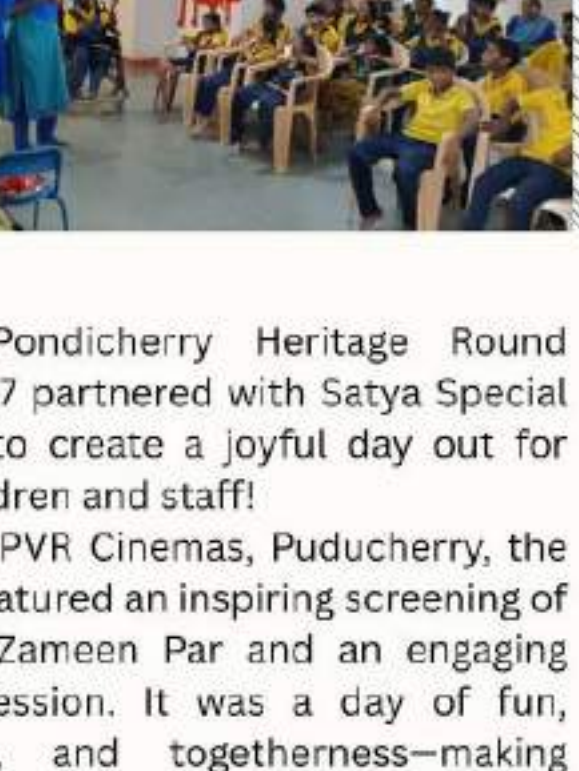 Pondicherry Heritage Round
7 partnered with Satya Special
to create a joyful day out for
dren and staff!
PVR Cinemas, Puducherry, the
atured an inspiring screening of
Zameen Par and an engaging
ession. It was a day of fun,
, and togetherness—making